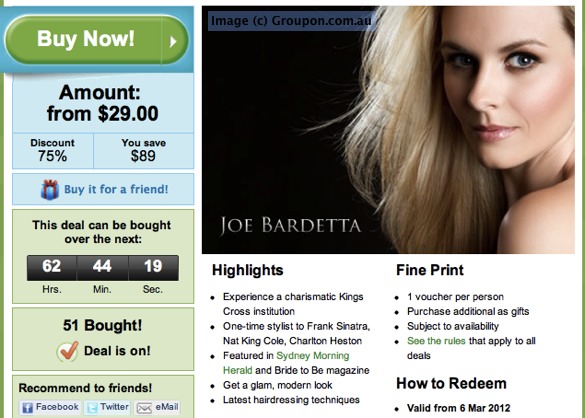 Buy Now!
Amount:
from $29.00
Discount
75%
You save
$89
Buy it for a friend!
This deal can be bought
over the next:
62 44 19
Hrs. Min. Sec.
51 Bought!
Deal is on!
Recommend to friends!
Facebook Twitter eMail
Image (c) Groupon.com.au
JOE BARDETTA
Highlights
Experience a charismatic Kings
Cross institution
One-time stylist to Frank Sinatra,
Nat King Cole, Charlton Heston
Featured in Sydney Morning
Herald and Bride to Be magazine
Get a glam, modern look
Latest hairdressing techniques
Fine Print
1 voucher per person
Purchase additional as gifts
Subject to availability
See the rules that apply to all
deals
How to Redeem
Valid from 6 Mar 2012